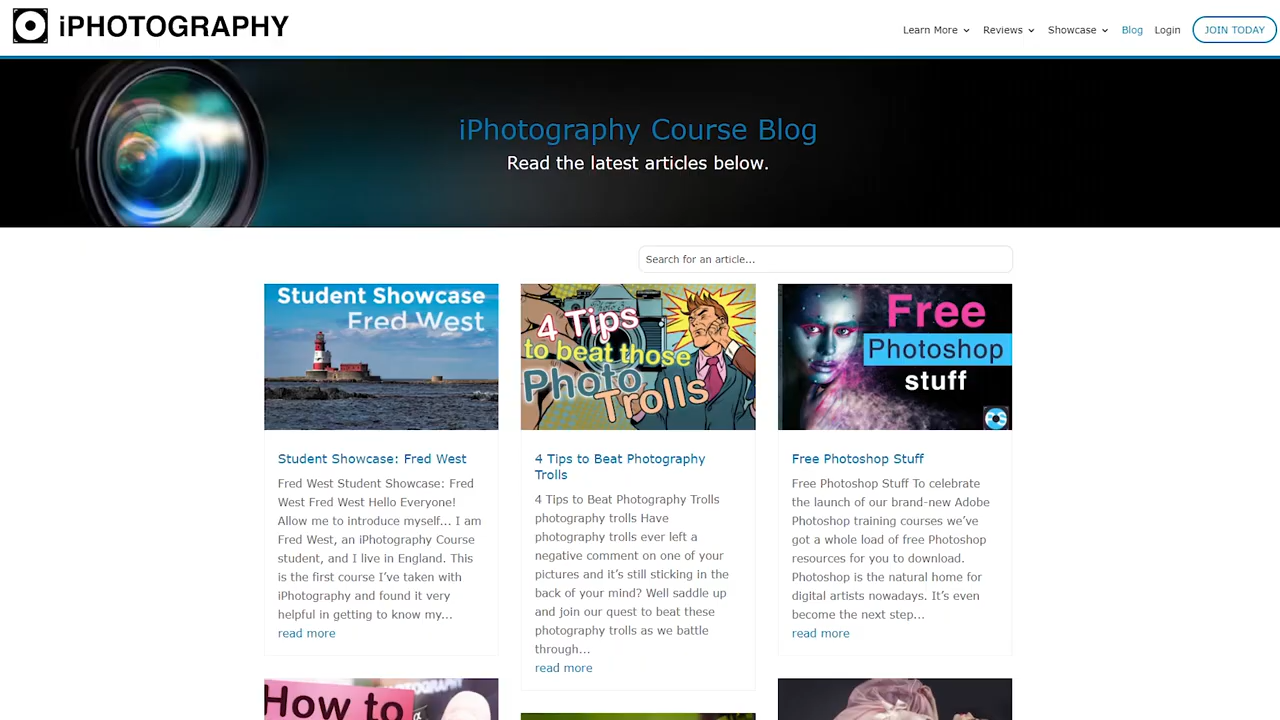 iPHOTOGRAPHY
Learn More Reviews Showcase Blog Login JOIN TODAY
iPhotography Course Blog
Read the latest articles below.
Search for an article...
Student Showcase
Fred West
Student Showcase: Fred West
Fred West Student Showcase: Fred
West Fred West Hello Everyone!
Allow me to introduce myself... I am
Fred West, an iPhotography Course
student, and I live in England. This
is the first course I’ve taken with
iPhotography and found it very
helpful in getting to know my...
read more
4 Tips
to beat those
Photo
Trolls
4 Tips to Beat Photography
Trolls
4 Tips to Beat Photography Trolls
photography trolls Have
photography trolls ever left a
negative comment on one of your
pictures and it’s still sticking in the
back of your mind? Well saddle up
and join our quest to beat these
photography trolls as we battle
through...
read more
Free
Photoshop
stuff
Free Photoshop Stuff
Free Photoshop Stuff To celebrate
the launch of our brand-new Adobe
Photoshop training courses we’ve
got a whole load of free Photoshop
resources for you to download.
Photoshop is the natural home for
digital artists nowadays. It’s even
become the next step...
read more
How to